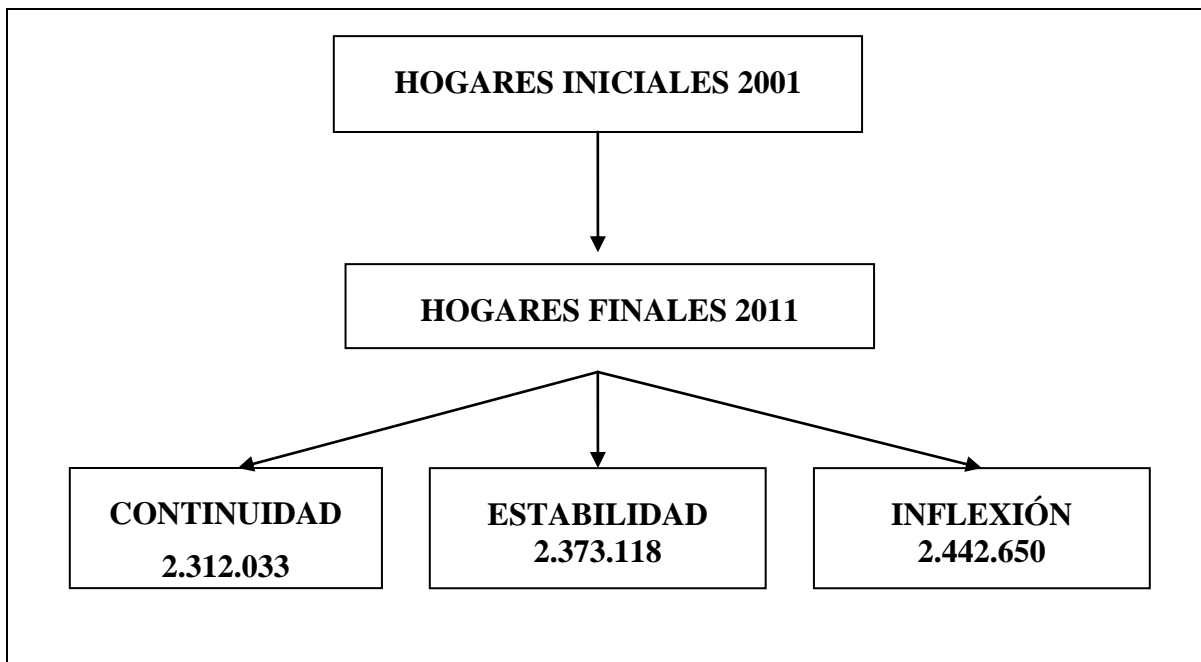 HOGARES INICIALES 2001
HOGARES FINALES 2011
CONTINUIDAD
2.312.033
ESTABILIDAD
2.373.118
INFLEXIÓN
2.442.650